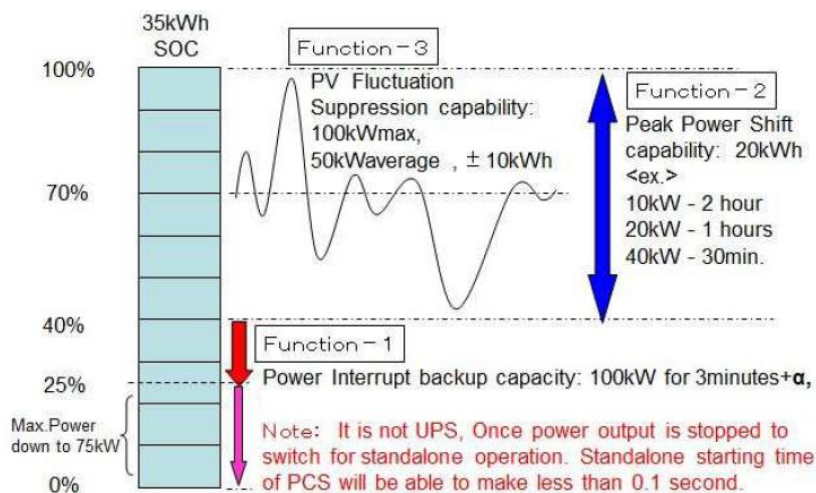 35kWh
SOC
100%
70%
40%
25%
0%
Max.Power
down to 75kW
Function-3
PV Fluctuation
Suppression capability:
100kWmax,
50kWaverage , ± 10kWh
Function-2
Peak Power Shift
capability: 20kWh
<ex.>
10kW - 2 hour
20kW - 1 hours
40kW - 30min.
Function-1
Power Interrupt backup capacity: 100kW for 3minutes+α,
Note: It is not UPS, Once power output is stopped to
switch for standalone operation. Standalone starting time
of PCS will be able to make less than 0.1 second.